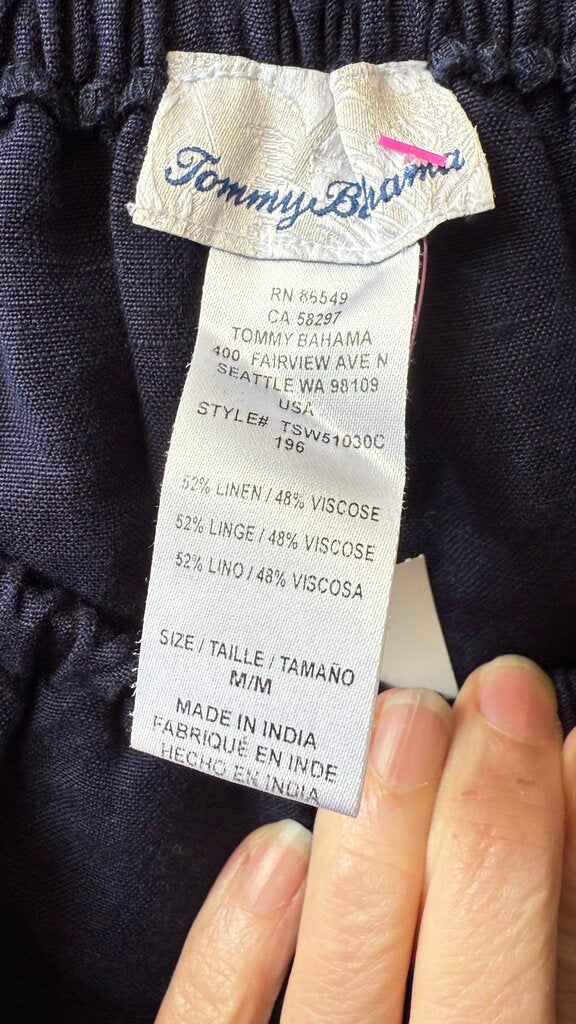 Tommy Bahama
RN 86549
CA 58297
TOMMY BAHAMA
400 FAIRVIEW AVE N
SEATTLE WA 98109
USA
STYLE# TSW51030C
196
52% LINEN / 48% VISCOSE
52% LINGE / 48% VISCOSE
52% LINO / 48% VISCOSA
SIZE / TAILLE / TAMAÑO
M/M
MADE IN INDIA
FABRIQUÉ EN INDE
HECHO EN INDIA